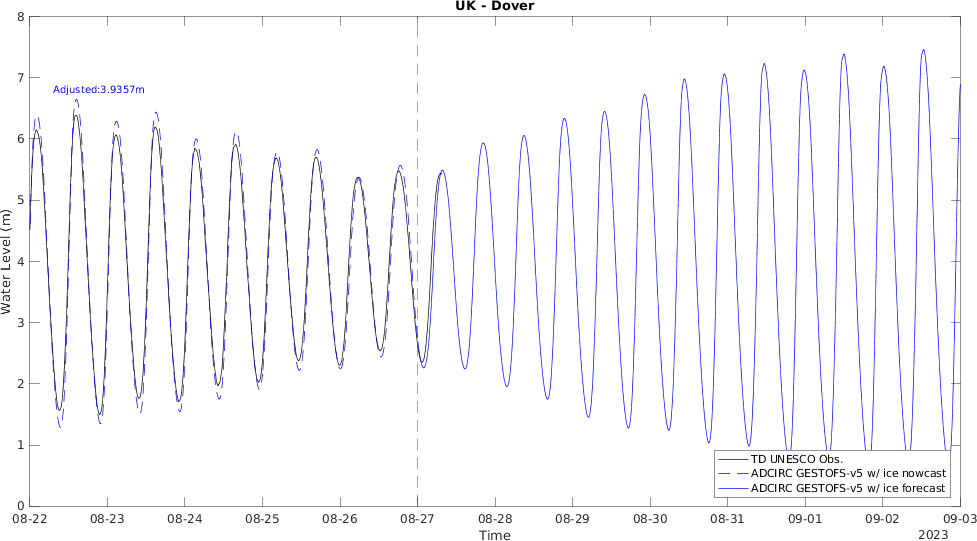 UK - Dover
8
7
6
5
4
3
2
1
0
Water Level (m)
Adjusted:3.9357m
TD UNESCO Obs.
ADCIRC GESTOFS-v5 w/ ice nowcast
ADCIRC GESTOFS-v5 w/ ice forecast
08-22 08-23 08-24 08-25 08-26 08-27 08-28 08-29 08-30 08-31 09-01 09-02 09-03
Time
2023